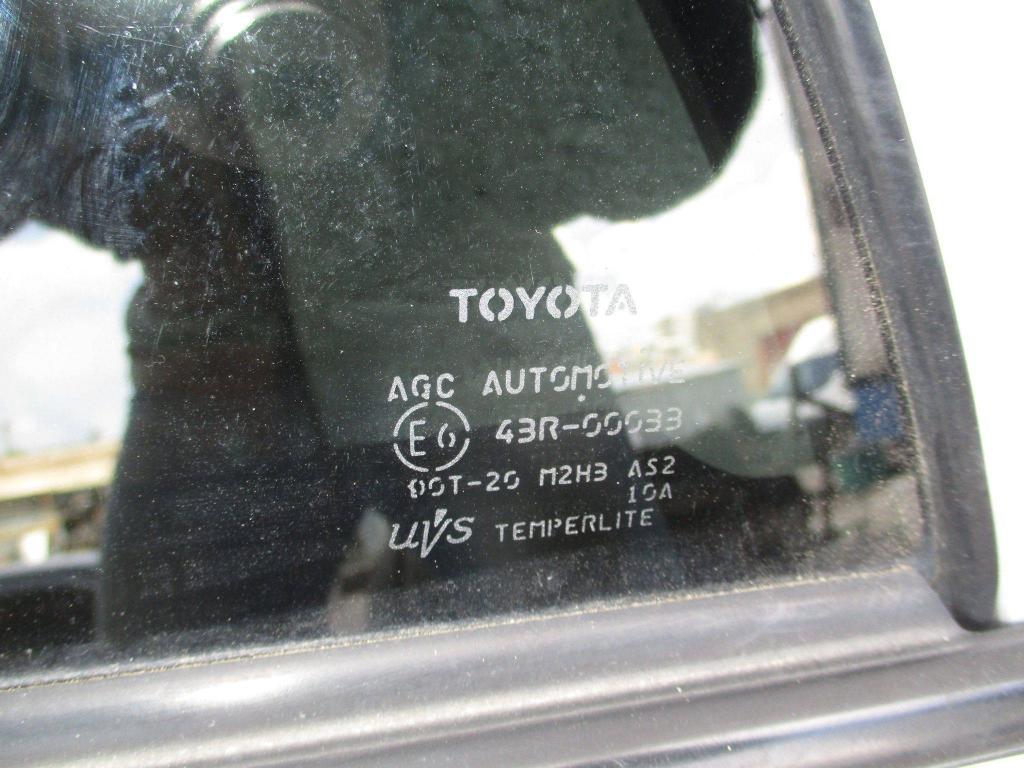 TOYOTA
AGC AUTOMOTIVE
E6 43R-00033
DOT-20 M2H3 AS2
10A
UVS TEMPERLITE